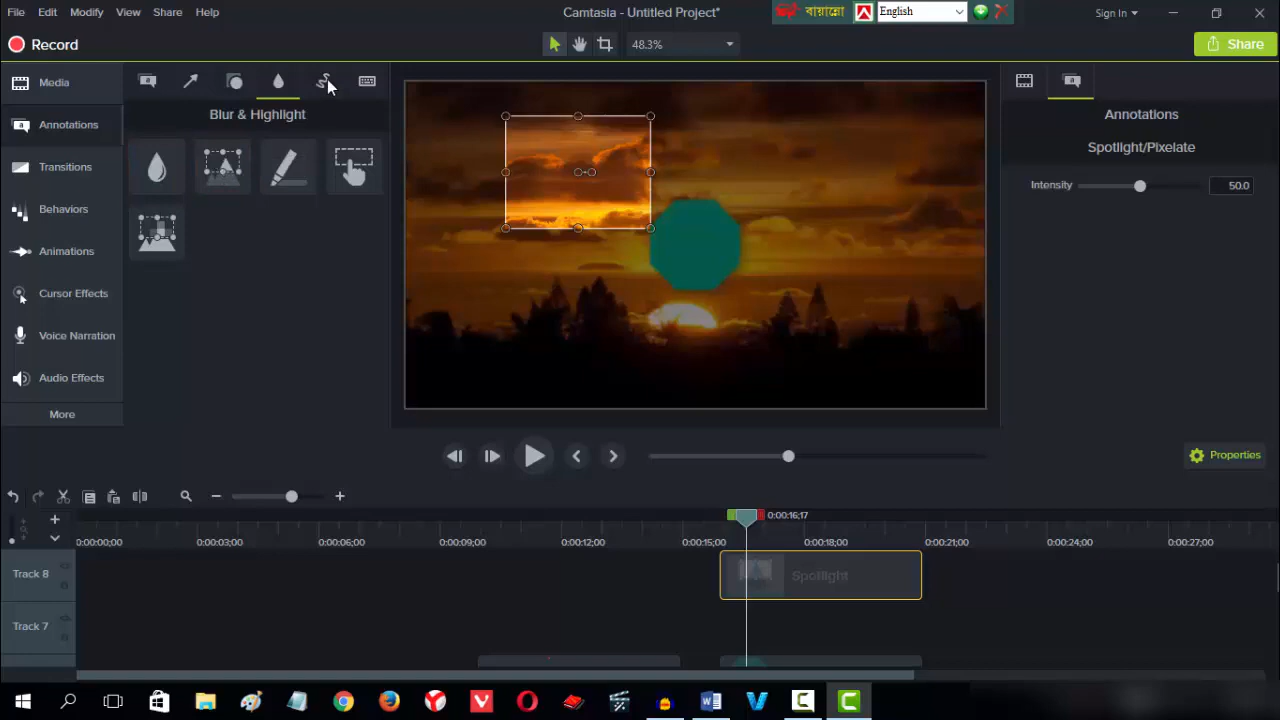 File Edit Modify View Share Help
Camtasia - Untitled Project*
বায়ান্নো
English
Sign In
Record
48.3%
Share
Media
Annotations
Transitions
Behaviors
Animations
Cursor Effects
Voice Narration
Audio Effects
More
Blur & Highlight
Annotations
Spotlight/Pixelate
Intensity 50.0
Properties
0:00:16;17
0:00:00;00 0:00:03;00 0:00:06;00 0:00:09;00 0:00:12;00 0:00:15;00 0:00:18;00 0:00:21;00 0:00:24;00 0:00:27;00
Track 8
Spotlight
Track 7